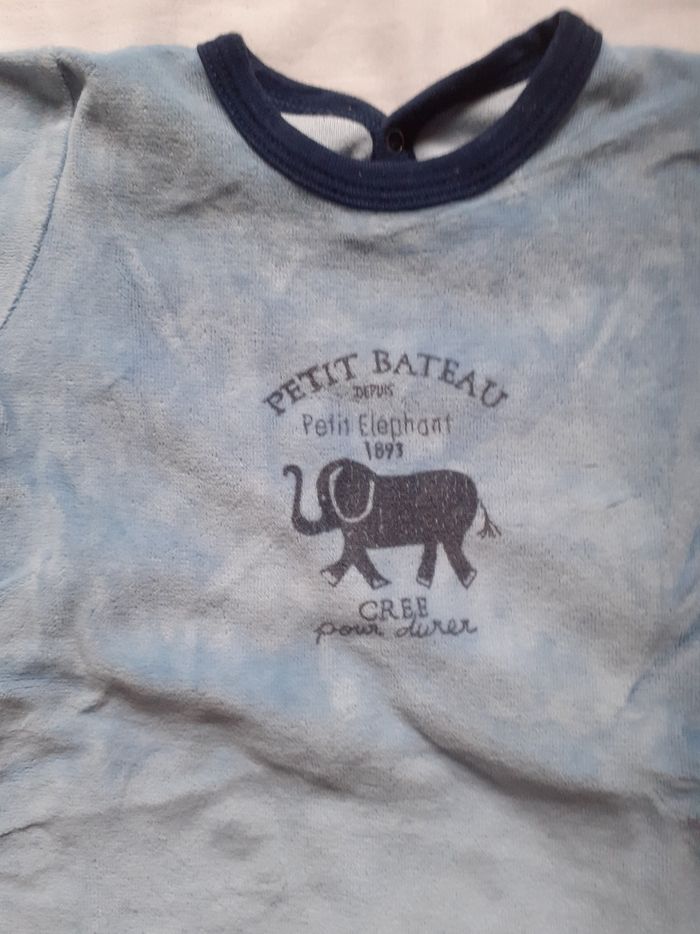 PETIT BATEAU
DEPUIS
Petit Elephant
1893
CREE
pour durer